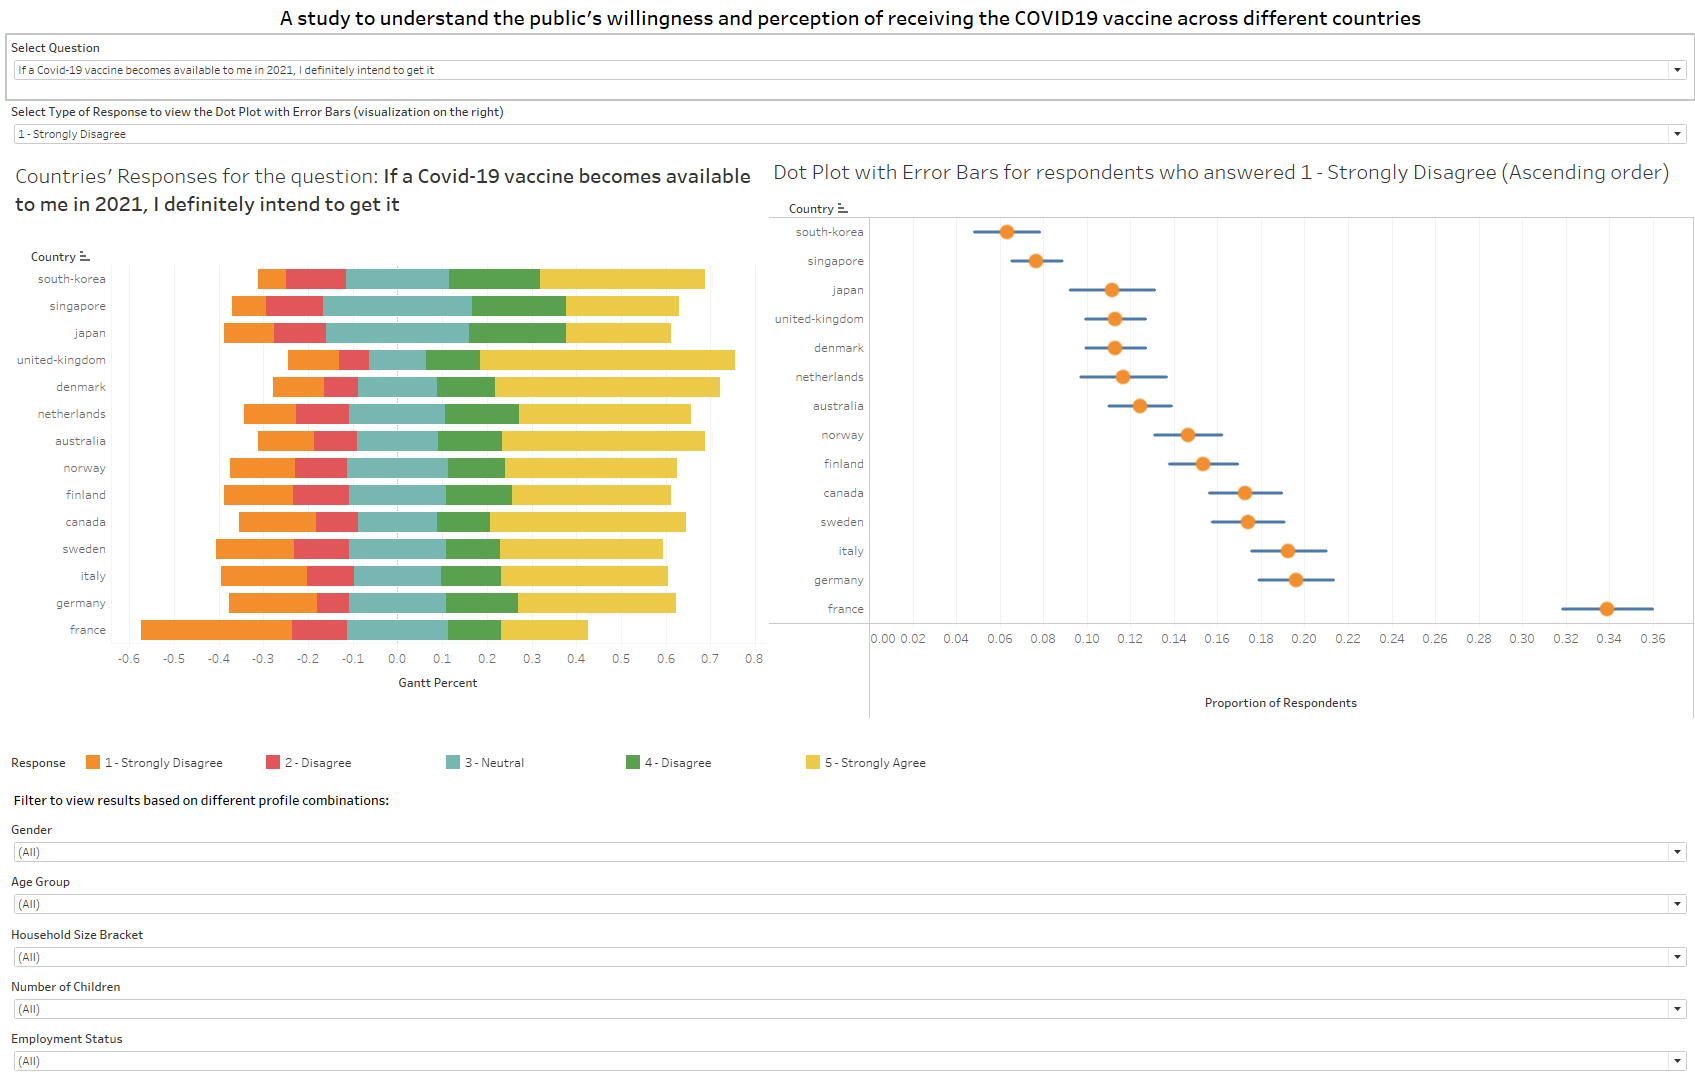 A study to understand the public's willingness and perception of receiving the COVID19 vaccine across different countries
Select Question
If a Covid-19 vaccine becomes available to me in 2021, I definitely intend to get it
Select Type of Response to view the Dot Plot with Error Bars (visualization on the right)
1 - Strongly Disagree
Countries' Responses for the question: If a Covid-19 vaccine becomes available
to me in 2021, I definitely intend to get it
Country
south-korea
singapore
japan
united-kingdom
denmark
netherlands
australia
norway
finland
canada
sweden
italy
germany
france
-0.6 -0.5 -0.4 -0.3 -0.2 -0.1 0.0 0.1 0.2 0.3 0.4 0.5 0.6 0.7 0.8
Gantt Percent
Dot Plot with Error Bars for respondents who answered 1 - Strongly Disagree (Ascending order)
Country
south-korea
singapore
japan
united-kingdom
denmark
netherlands
australia
norway
finland
canada
sweden
italy
germany
france
0.00 0.02 0.04 0.06 0.08 0.10 0.12 0.14 0.16 0.18 0.20 0.22 0.24 0.26 0.28 0.30 0.32 0.34 0.36
Proportion of Respondents
Response 1 - Strongly Disagree 2 - Disagree 3 - Neutral 4 - Disagree 5 - Strongly Agree
Filter to view results based on different profile combinations:
Gender
(All)
Age Group
(All)
Household Size Bracket
(All)
Number of Children
(All)
Employment Status
(All)